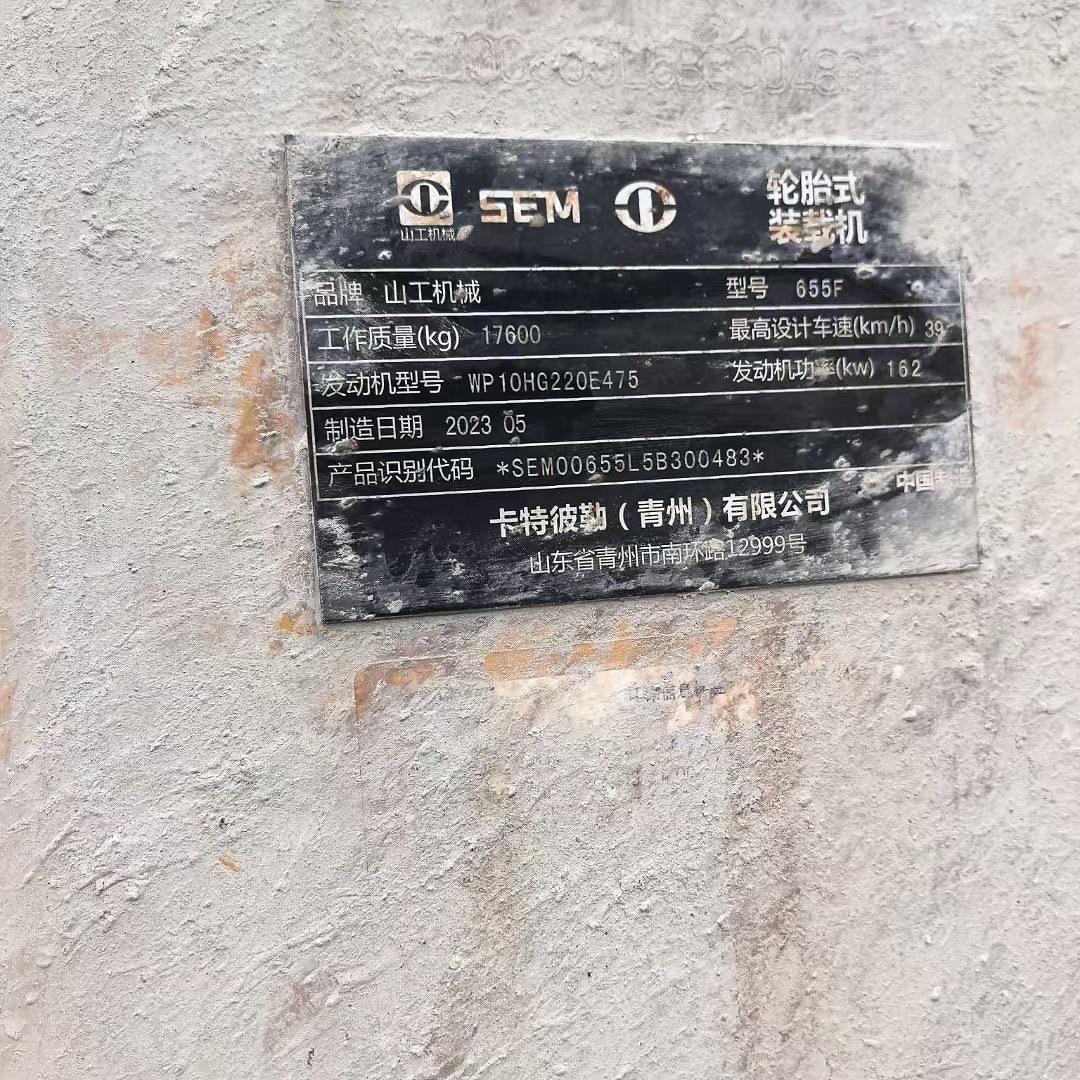 山工机械 SEM 轮胎式
装载机
品牌 山工机械 型号 655F
工作质量(kg) 17600 最高设计车速(km/h) 39
发动机型号 WP10HG220E475 发动机功率(kw) 162
制造日期 2023 05
产品识别代码 *SEM00655L5B300483*
中国
卡特彼勒(青州)有限公司
山东省青州市南环路12999号